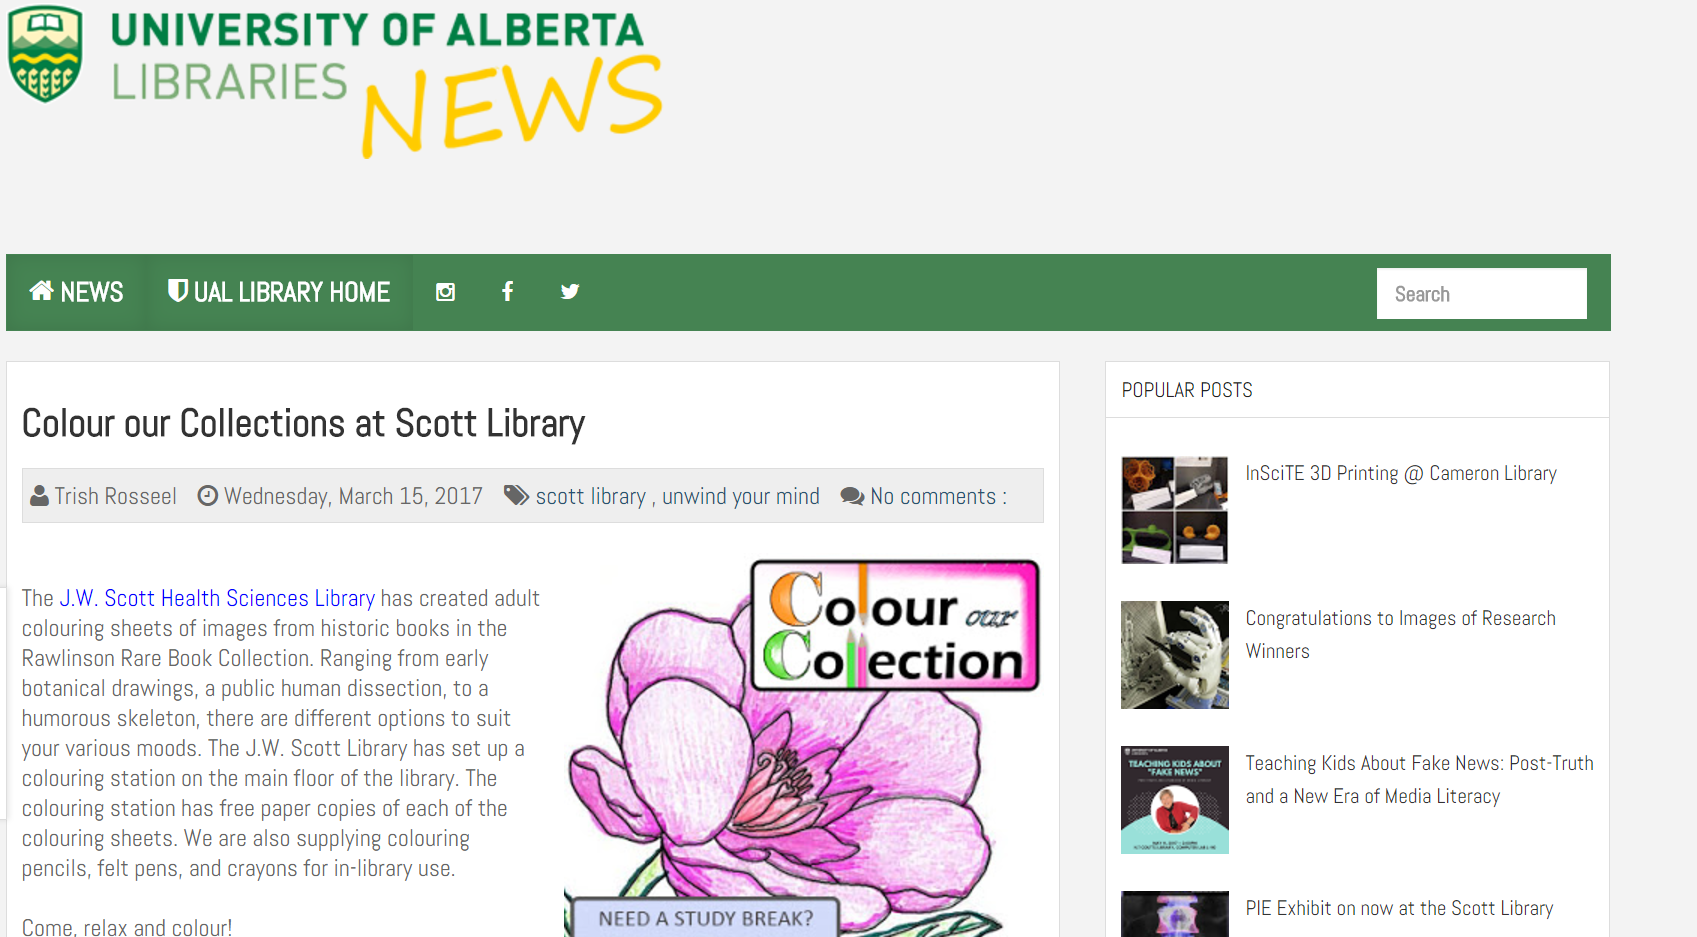 UNIVERSITY OF ALBERTA
LIBRARIES
NEWS
NEWS
UAL LIBRARY HOME
Search
Colour our Collections at Scott Library
Trish Rosseel Wednesday, March 15, 2017 scott library , unwind your mind No comments :
The J.W. Scott Health Sciences Library has created adult
colouring sheets of images from historic books in the
Rawlinson Rare Book Collection. Ranging from early
botanical drawings, a public human dissection, to a
humorous skeleton, there are different options to suit
your various moods. The J.W. Scott Library has set up a
colouring station on the main floor of the library. The
colouring station has free paper copies of each of the
colouring sheets. We are also supplying colouring
pencils, felt pens, and crayons for in-library use.
Come, relax and colour!
Colour our
Collection
NEED A STUDY BREAK?
POPULAR POSTS
InSciTE 3D Printing @ Cameron Library
Congratulations to Images of Research
Winners
TEACHING KIDS ABOUT
"FAKE NEWS"
Teaching Kids About Fake News: Post-Truth
and a New Era of Media Literacy
PIE Exhibit on now at the Scott Library